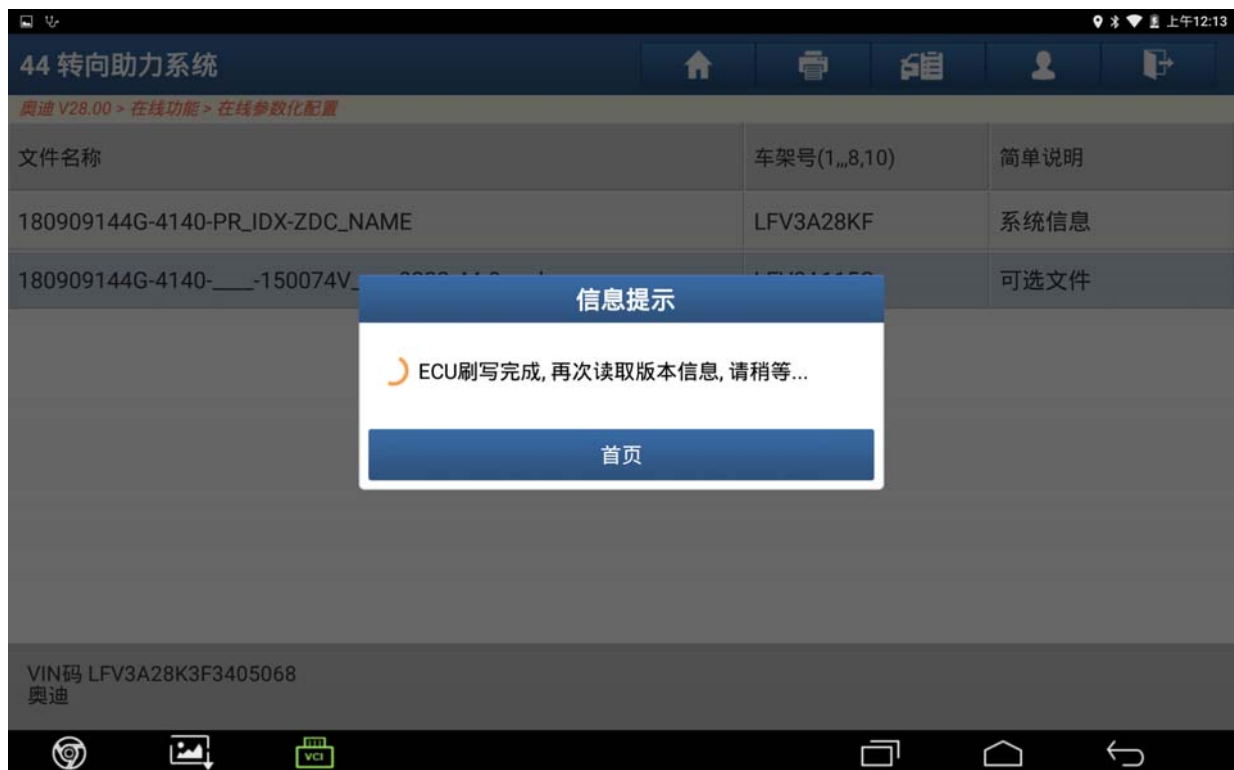 上午12:13
44 转向助力系统
奥迪 V28.00 > 在线功能 > 在线参数化配置
文件名称 车架号(1,,,8,10) 简单说明
180909144G-4140-PR_IDX-ZDC_NAME LFV3A28KF 系统信息
180909144G-4140-____-150074V_ 可选文件
信息提示
ECU刷写完成, 再次读取版本信息, 请稍等...
首页
VIN码 LFV3A28K3F3405068
奥迪
VCI